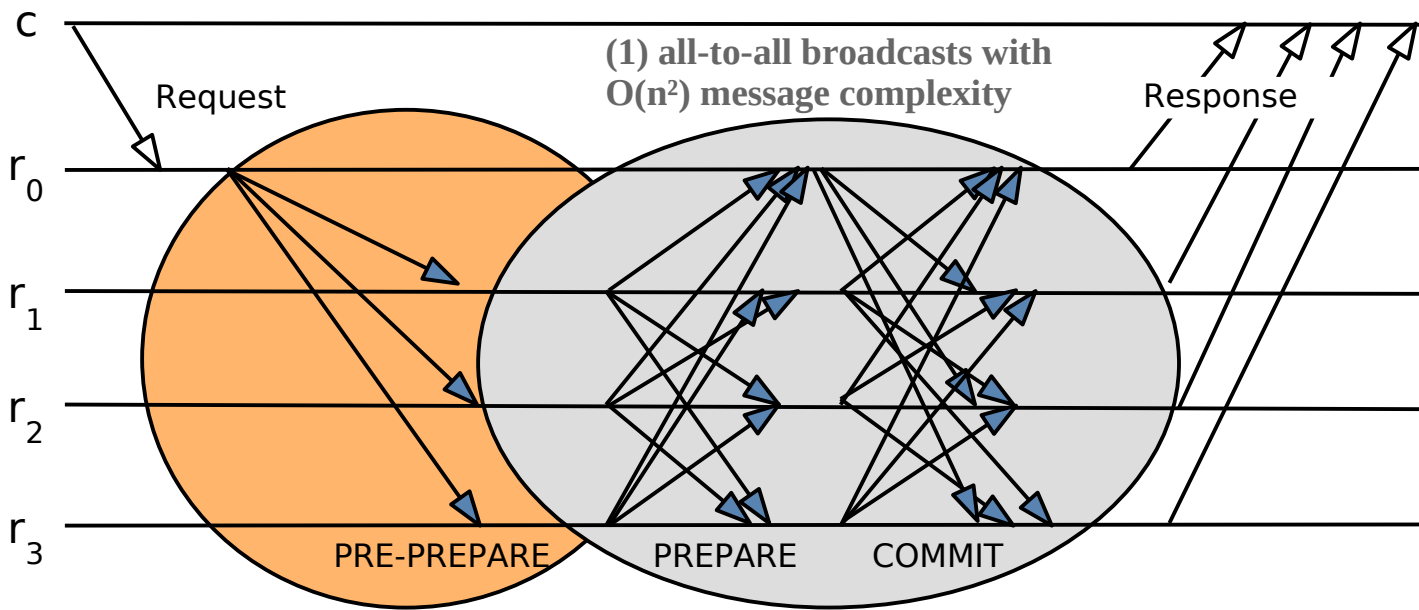 c
(1) all-to-all broadcasts with
O(n²) message complexity
Request
Response
r0
r1
r2
r3
PRE-PREPARE
PREPARE
COMMIT